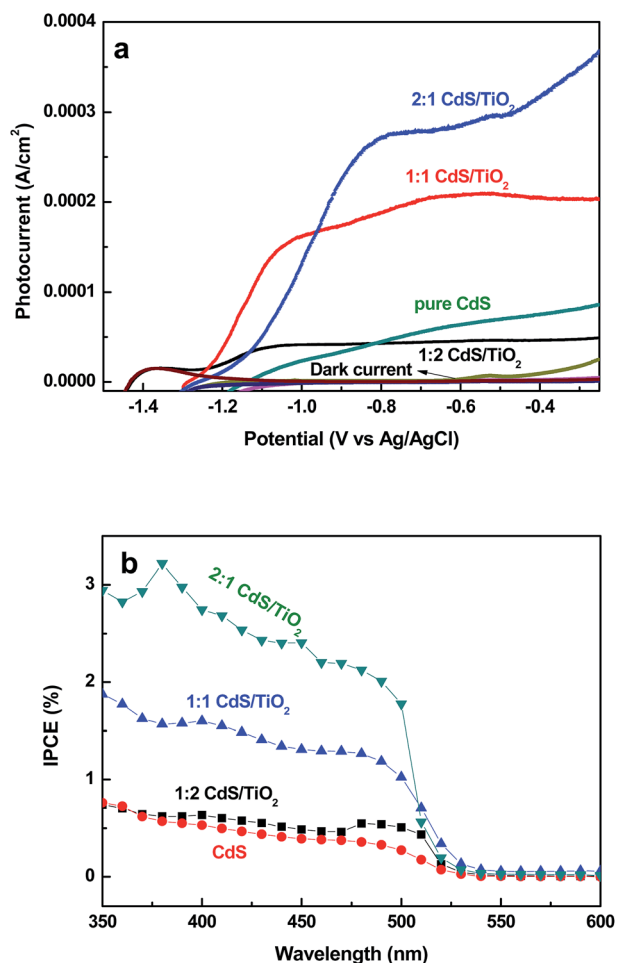 a
0.0004
0.0003
0.0002
0.0001
0.0000
Photocurrent (A/cm²)
2:1 CdS/TiO₂
1:1 CdS/TiO₂
pure CdS
1:2 CdS/TiO₂
Dark current
-1.4 -1.2 -1.0 -0.8 -0.6 -0.4
Potential (V vs Ag/AgCl)
b
3
2
1
0
IPCE (%)
2:1 CdS/TiO₂
1:1 CdS/TiO₂
1:2 CdS/TiO₂
CdS
350 400 450 500 550 600
Wavelength (nm)